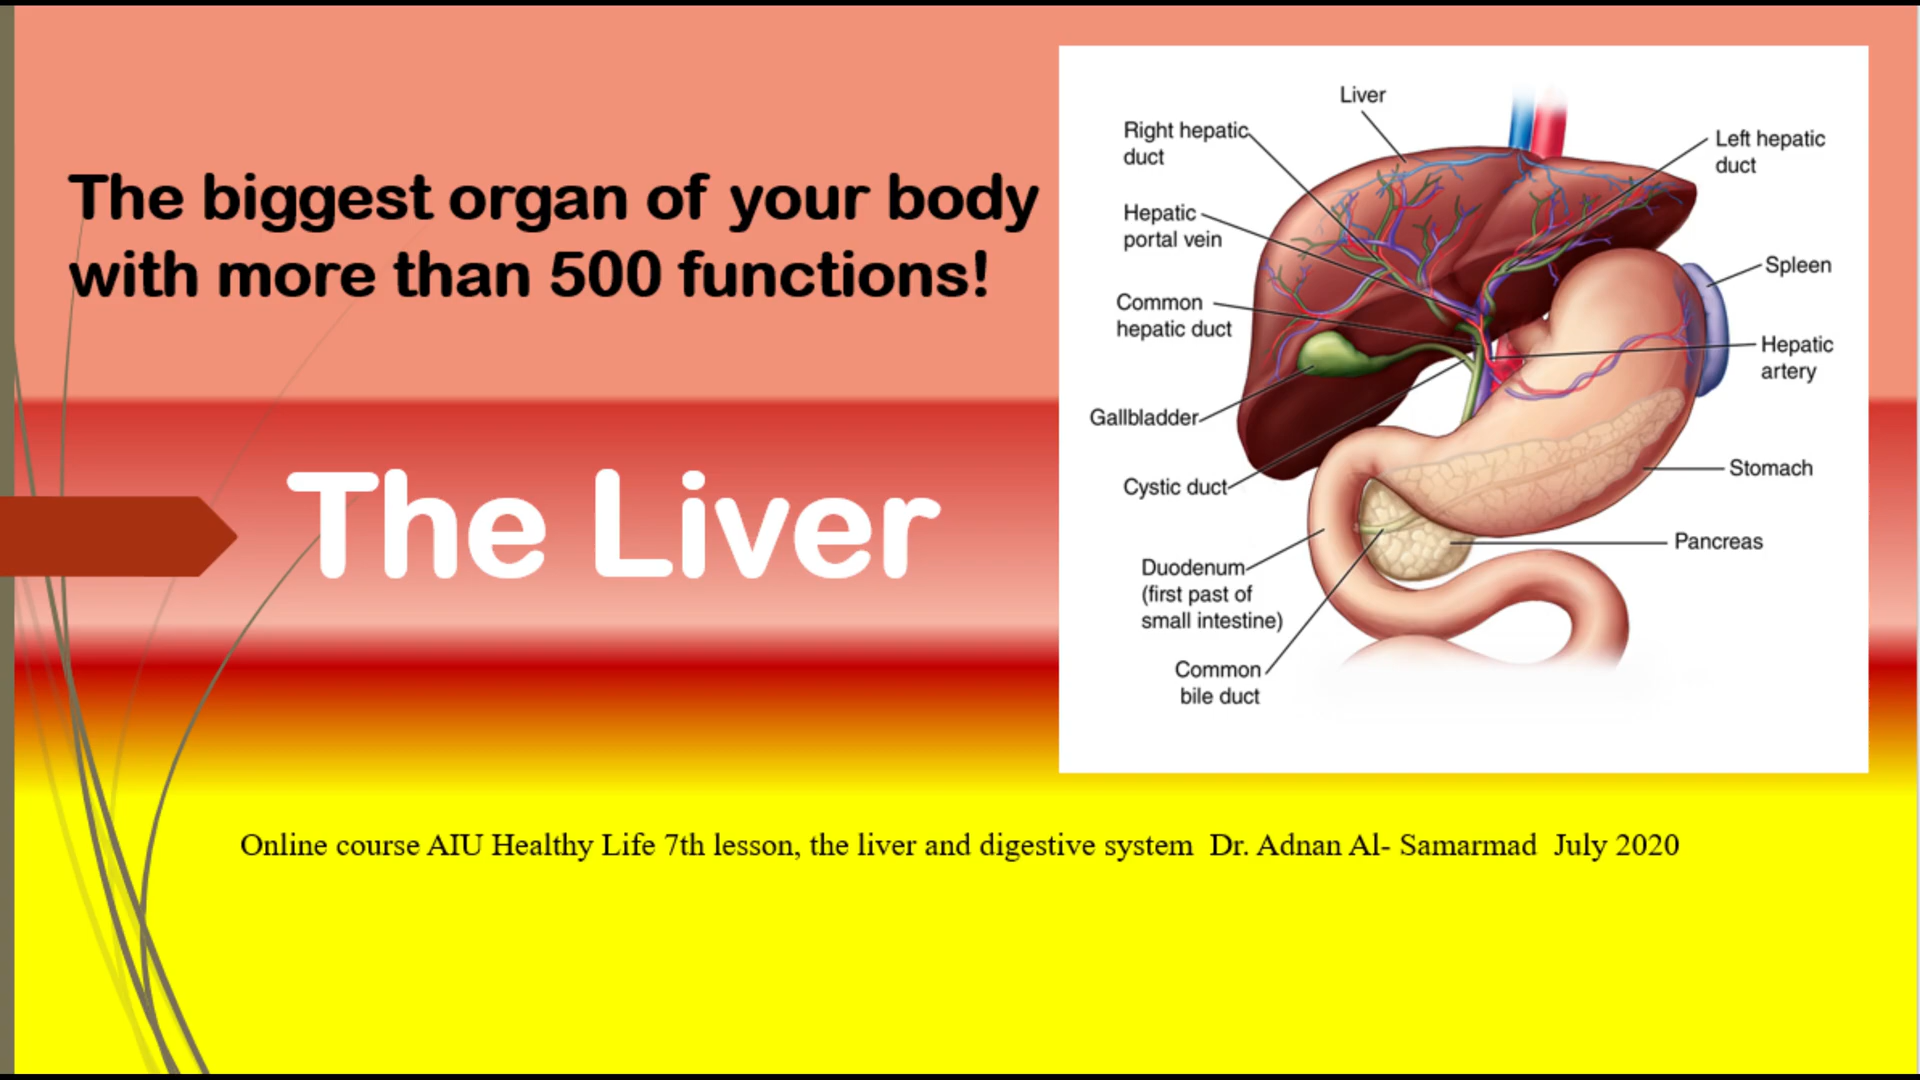 The biggest organ of your body
with more than 500 functions!
The Liver
Liver
Right hepatic
duct
Left hepatic
duct
Hepatic
portal vein
Spleen
Common
hepatic duct
Hepatic
artery
Gallbladder
Stomach
Cystic duct
Pancreas
Duodenum
(first past of
small intestine)
Common
bile duct
Online course AIU Healthy Life 7th lesson, the liver and digestive system Dr. Adnan Al- Samarmad July 2020